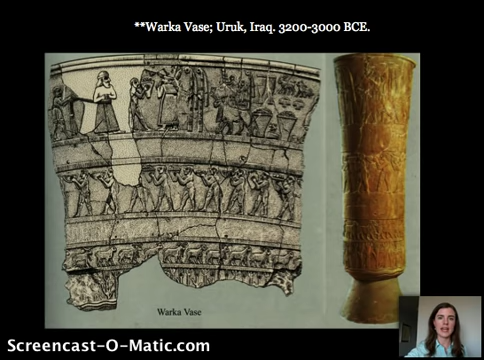 **Warka Vase; Uruk, Iraq. 3200-3000 BCE.
Warka Vase
Screencast-O-Matic.com